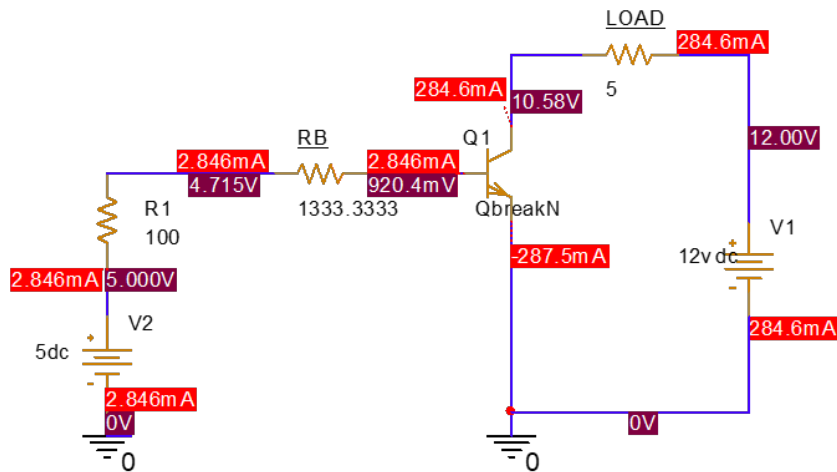 LOAD
284.6mA
284.6mA
5
10.58V
Q1
12.00V
RB
2.846mA
2.846mA
4.715V
920.4mV
1333.3333
QbreakN
R1
100
V1
-287.5mA
12v dc
2.846mA
5.000V
V2
284.6mA
5dc
2.846mA
0V
0V
0
0